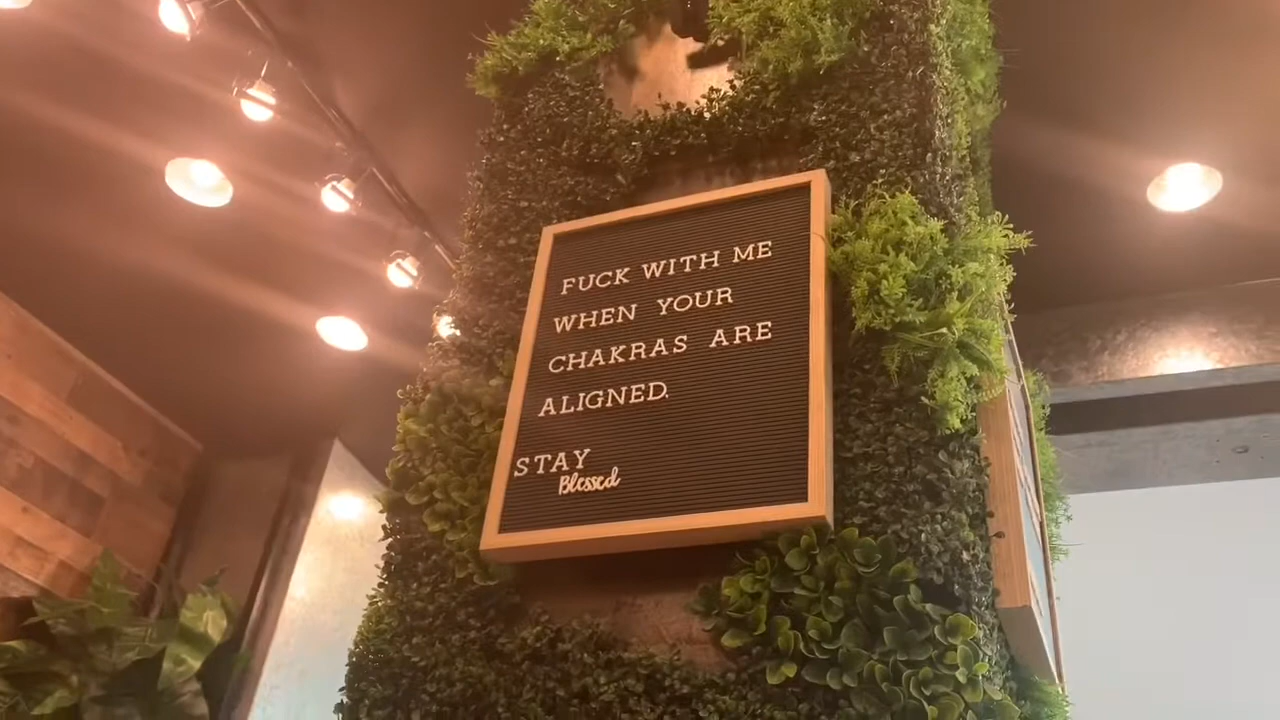 FUCK WITH ME
WHEN YOUR
CHAKRAS ARE
ALIGNED.
STAY
Blessed